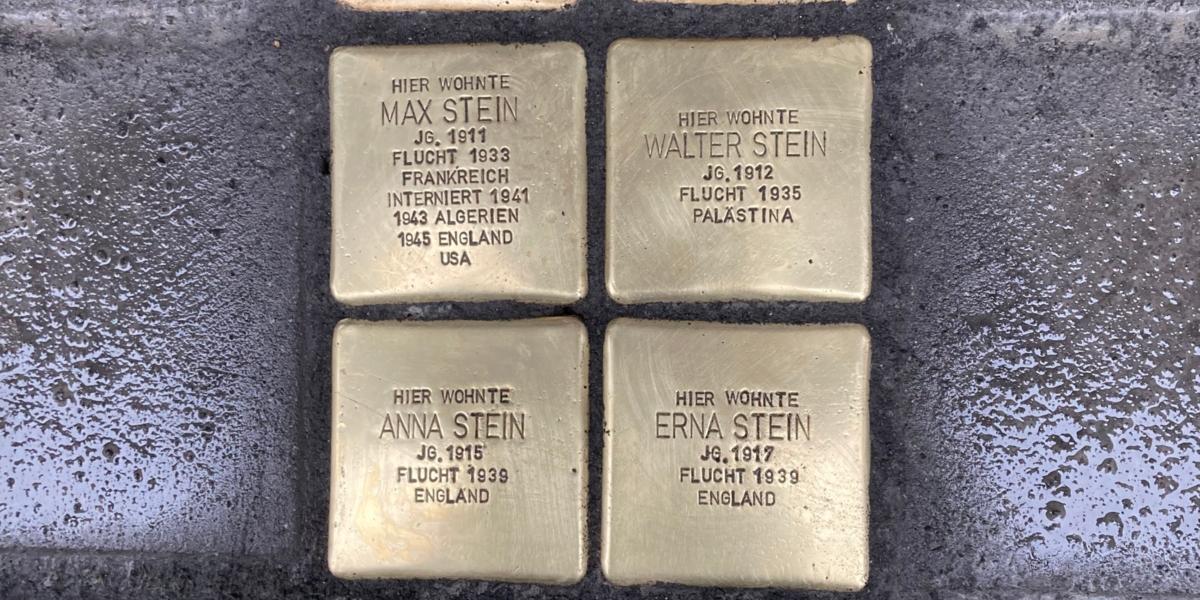 HIER WOHNTE
MAX STEIN
JG. 1911
FLUCHT 1933
FRANKREICH
INTERNIERT 1941
1943 ALGERIEN
1945 ENGLAND
USA
HIER WOHNTE
WALTER STEIN
JG. 1912
FLUCHT 1935
PALÄSTINA
HIER WOHNTE
ANNA STEIN
JG. 1915
FLUCHT 1939
ENGLAND
HIER WOHNTE
ERNA STEIN
JG. 1917
FLUCHT 1939
ENGLAND